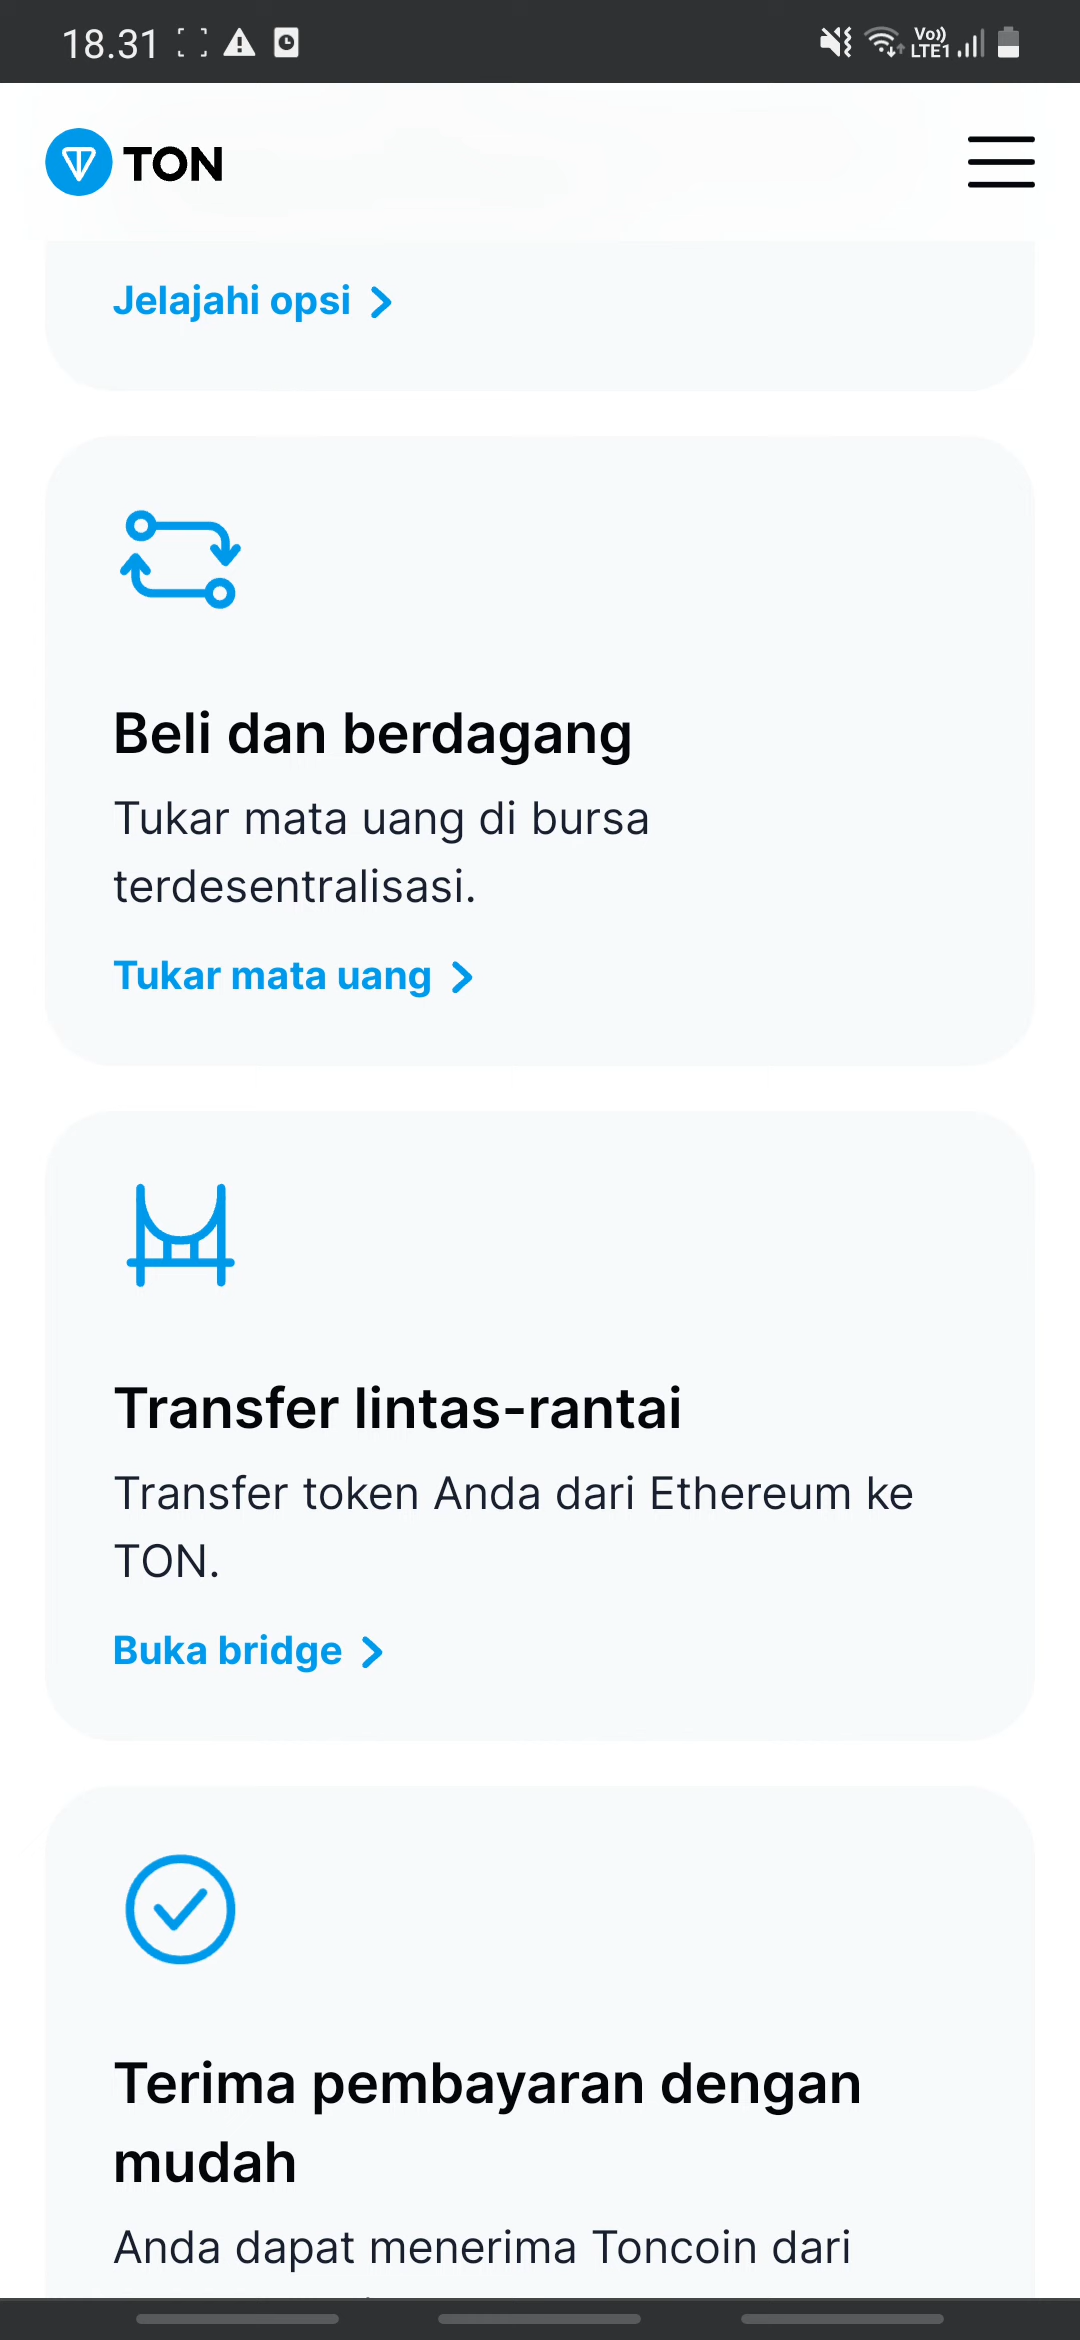 18.31
Vo))
LTE1
TON
Jelajahi opsi
Beli dan berdagang
Tukar mata uang di bursa
terdesentralisasi.
Tukar mata uang
Transfer lintas-rantai
Transfer token Anda dari Ethereum ke
TON.
Buka bridge
Terima pembayaran dengan
mudah
Anda dapat menerima Toncoin dari